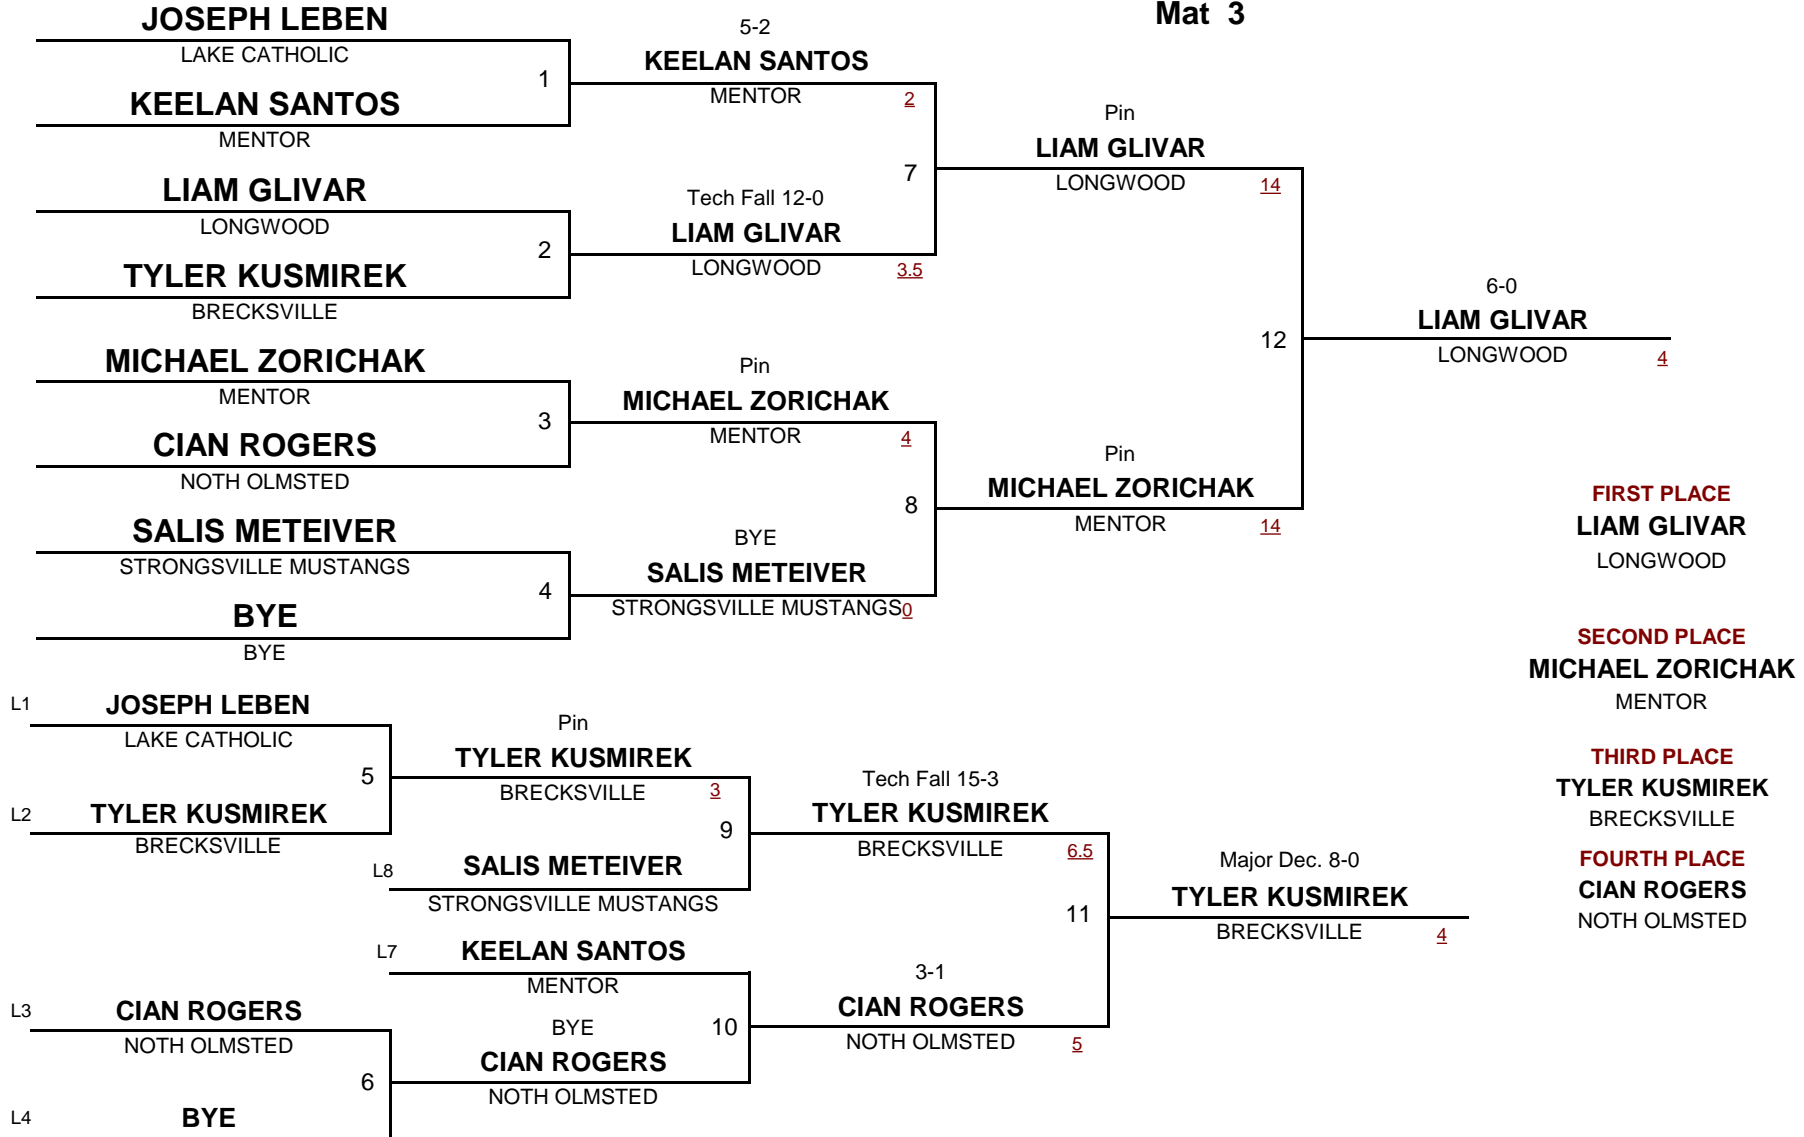 Mat 3
JOSEPH LEBEN
LAKE CATHOLIC
1
KEELAN SANTOS
MENTOR
5-2
KEELAN SANTOS
MENTOR
2
LIAM GLIVAR
LONGWOOD
2
TYLER KUSMIREK
BRECKSVILLE
Tech Fall 12-0
LIAM GLIVAR
LONGWOOD
3.5
7
Pin
LIAM GLIVAR
LONGWOOD
14
MICHAEL ZORICHAK
MENTOR
3
CIAN ROGERS
NOTH OLMSTED
Pin
MICHAEL ZORICHAK
MENTOR
4
SALIS METEIVER
STRONGSVILLE MUSTANGS
4
BYE
BYE
BYE
SALIS METEIVER
STRONGSVILLE MUSTANGS
0
8
Pin
MICHAEL ZORICHAK
MENTOR
14
12
6-0
LIAM GLIVAR
LONGWOOD
4
L1
JOSEPH LEBEN
LAKE CATHOLIC
5
L2
TYLER KUSMIREK
BRECKSVILLE
Pin
TYLER KUSMIREK
BRECKSVILLE
3
9
L8
SALIS METEIVER
STRONGSVILLE MUSTANGS
Tech Fall 15-3
TYLER KUSMIREK
BRECKSVILLE
6.5
L7
KEELAN SANTOS
MENTOR
L3
CIAN ROGERS
NOTH OLMSTED
6
L4
BYE
BYE
CIAN ROGERS
NOTH OLMSTED
10
3-1
CIAN ROGERS
NOTH OLMSTED
5
11
Major Dec. 8-0
TYLER KUSMIREK
BRECKSVILLE
4
FIRST PLACE
LIAM GLIVAR
LONGWOOD
SECOND PLACE
MICHAEL ZORICHAK
MENTOR
THIRD PLACE
TYLER KUSMIREK
BRECKSVILLE
FOURTH PLACE
CIAN ROGERS
NOTH OLMSTED